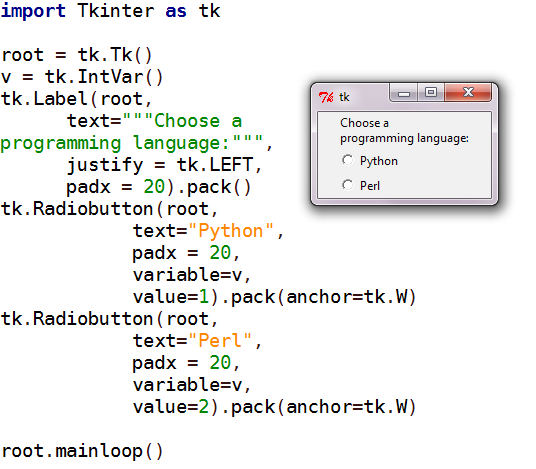 import Tkinter as tk
root = tk.Tk()
v = tk.IntVar()
tk.Label(root,
text="""Choose a
programming language:""",
justify = tk.LEFT,
padx = 20).pack()
tk.Radiobutton(root,
text="Python",
padx = 20,
variable=v,
value=1).pack(anchor=tk.W)
tk.Radiobutton(root,
text="Perl",
padx = 20,
variable=v,
value=2).pack(anchor=tk.W)
root.mainloop()
Tk tk
Choose a
programming language:
Python
Perl